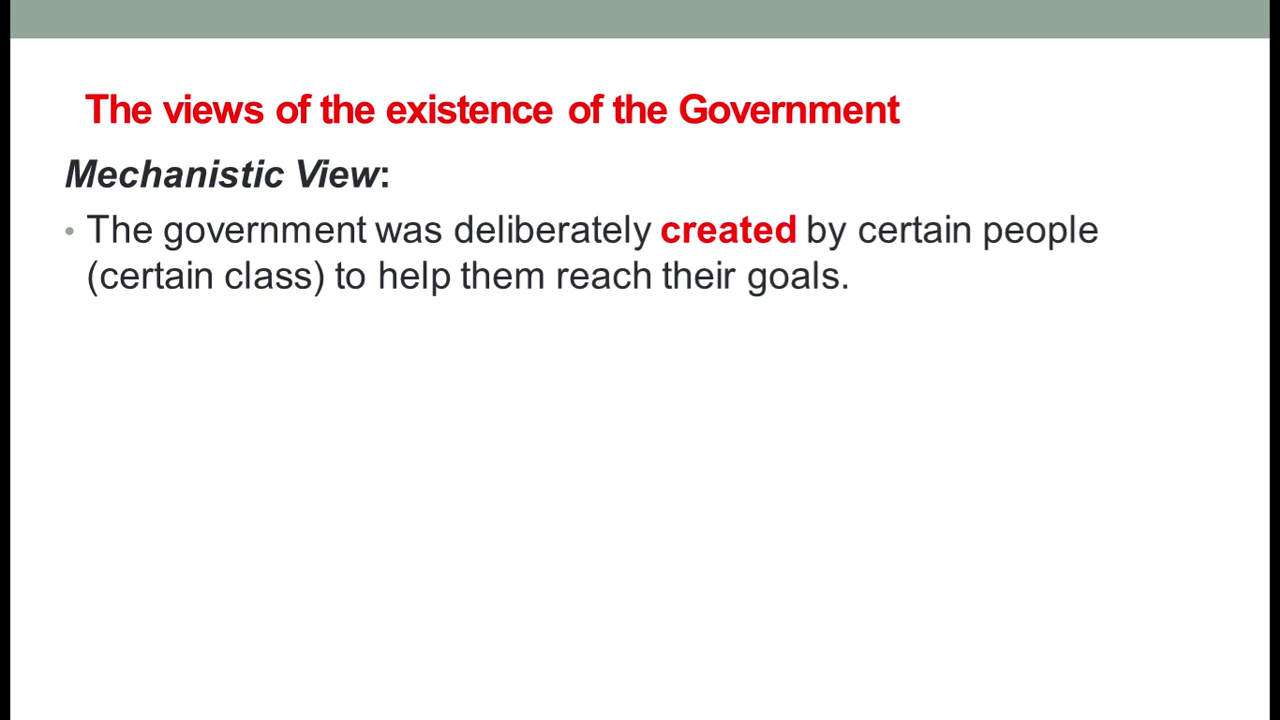 The views of the existence of the Government
Mechanistic View:
• The government was deliberately created by certain people
(certain class) to help them reach their goals.